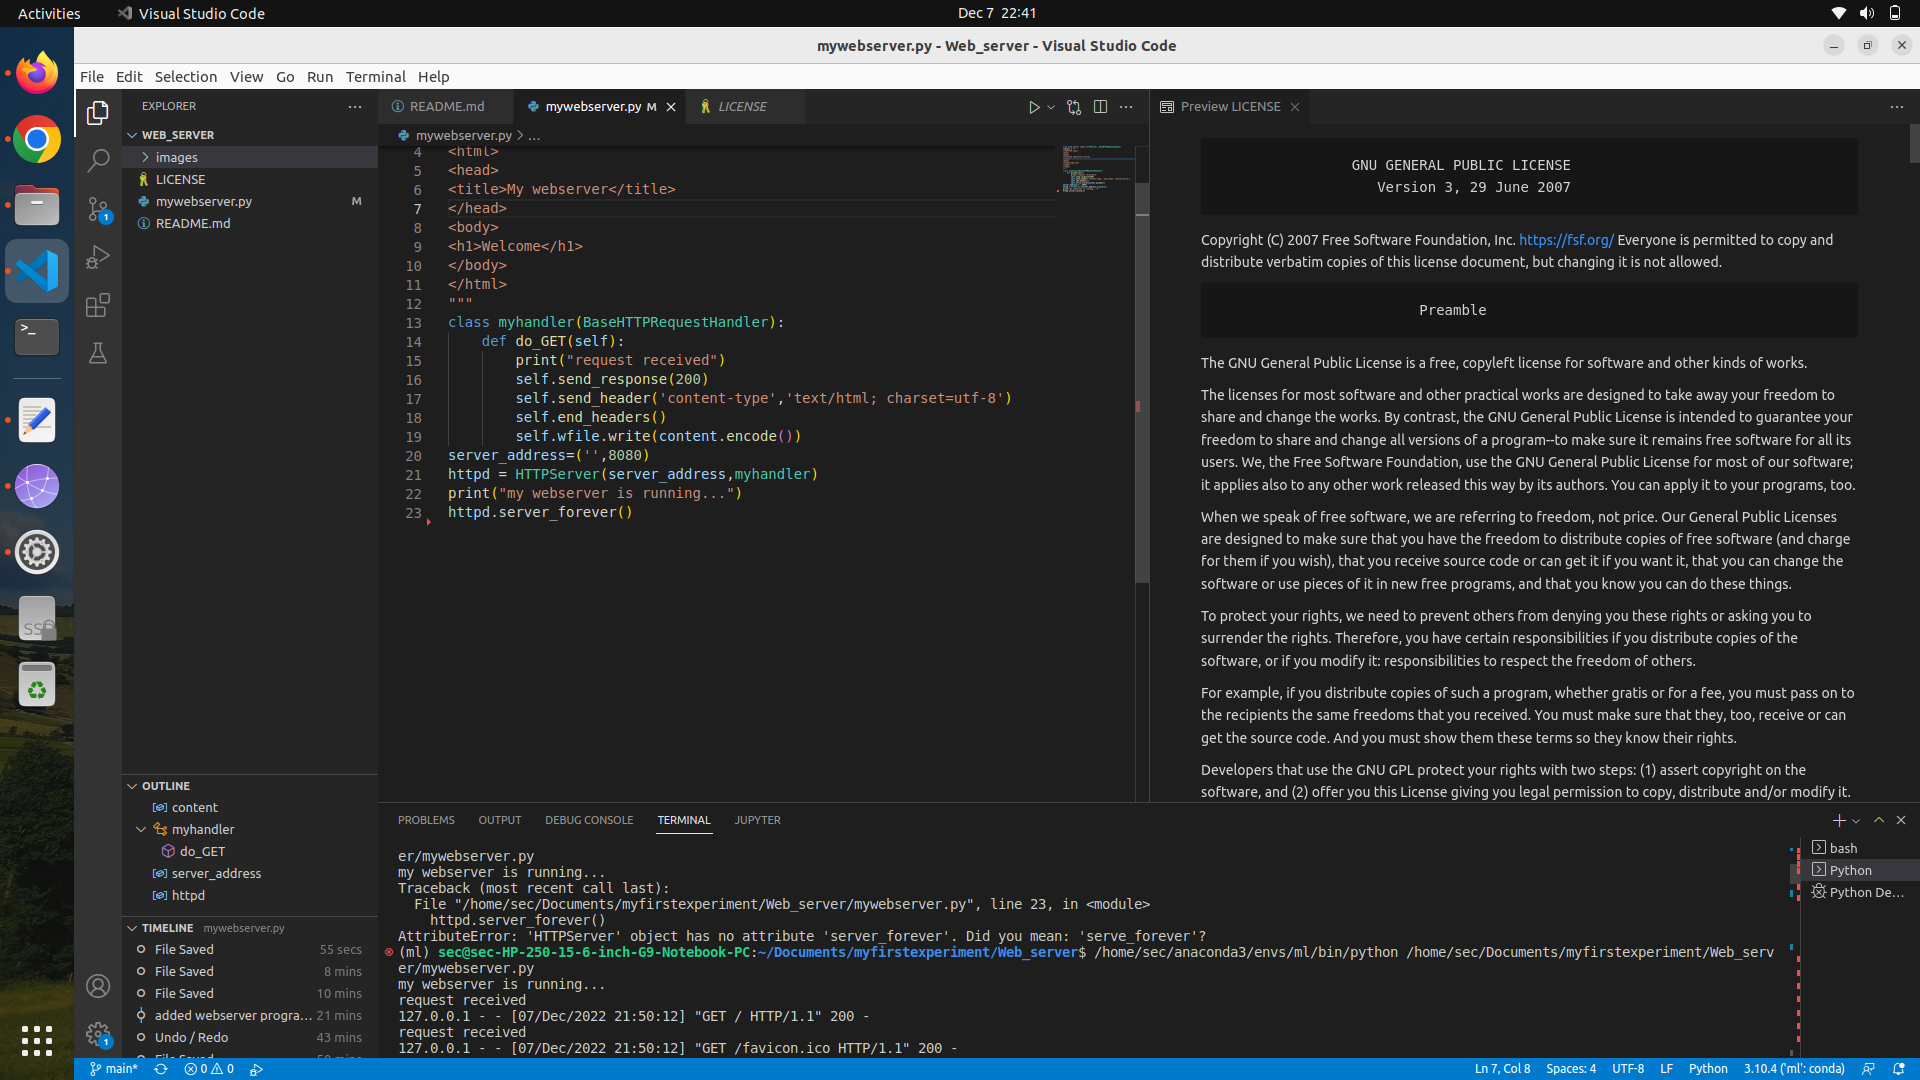 Activities
Visual Studio Code
Dec 7 22:41
mywebserver.py - Web_server - Visual Studio Code
File Edit Selection View Go Run Terminal Help
EXPLORER
WEB_SERVER
images
LICENSE
mywebserver.py M
README.md
OUTLINE
content
myhandler
do_GET
server_address
httpd
TIMELINE mywebserver.py
File Saved 55 secs
File Saved 8 mins
File Saved 10 mins
added webserver progra... 21 mins
Undo / Redo 43 mins
README.md
mywebserver.py M
LICENSE
mywebserver.py > ...
4 <html>
5 <head>
6 <title>My webserver</title>
7 </head>
8 <body>
9 <h1>Welcome</h1>
10 </body>
11 </html>
12 """
13 class myhandler(BaseHTTPRequestHandler):
14 def do_GET(self):
15 print("request received")
16 self.send_response(200)
17 self.send_header('content-type','text/html; charset=utf-8')
18 self.end_headers()
19 self.wfile.write(content.encode())
20 server_address=('',8080)
21 httpd = HTTPServer(server_address,myhandler)
22 print("my webserver is running...")
23 httpd.server_forever()
Preview LICENSE
GNU GENERAL PUBLIC LICENSE
Version 3, 29 June 2007
Copyright (C) 2007 Free Software Foundation, Inc. https://fsf.org/ Everyone is permitted to copy and
distribute verbatim copies of this license document, but changing it is not allowed.
Preamble
The GNU General Public License is a free, copyleft license for software and other kinds of works.
The licenses for most software and other practical works are designed to take away your freedom to
share and change the works. By contrast, the GNU General Public License is intended to guarantee your
freedom to share and change all versions of a program--to make sure it remains free software for all its
users. We, the Free Software Foundation, use the GNU General Public License for most of our software;
it applies also to any other work released this way by its authors. You can apply it to your programs, too.
When we speak of free software, we are referring to freedom, not price. Our General Public Licenses
are designed to make sure that you have the freedom to distribute copies of free software (and charge
for them if you wish), that you receive source code or can get it if you want it, that you can change the
software or use pieces of it in new free programs, and that you know you can do these things.
To protect your rights, we need to prevent others from denying you these rights or asking you to
surrender the rights. Therefore, you have certain responsibilities if you distribute copies of the
software, or if you modify it: responsibilities to respect the freedom of others.
For example, if you distribute copies of such a program, whether gratis or for a fee, you must pass on to
the recipients the same freedoms that you received. You must make sure that they, too, receive or can
get the source code. And you must show them these terms so they know their rights.
Developers that use the GNU GPL protect your rights with two steps: (1) assert copyright on the
software, and (2) offer you this License giving you legal permission to copy, distribute and/or modify it.
PROBLEMS OUTPUT DEBUG CONSOLE TERMINAL JUPYTER
er/mywebserver.py
my webserver is running...
Traceback (most recent call last):
File "/home/sec/Documents/myfirstexperiment/Web_server/mywebserver.py", line 23, in <module>
httpd.server_forever()
AttributeError: 'HTTPServer' object has no attribute 'server_forever'. Did you mean: 'serve_forever'?
(ml) sec@sec-HP-250-15-6-inch-G9-Notebook-PC:~/Documents/myfirstexperiment/Web_server$ /home/sec/anaconda3/envs/ml/bin/python /home/sec/Documents/myfirstexperiment/Web_serv
er/mywebserver.py
my webserver is running...
request received
127.0.0.1 - - [07/Dec/2022 21:50:12] "GET / HTTP/1.1" 200 -
request received
127.0.0.1 - - [07/Dec/2022 21:50:12] "GET /favicon.ico HTTP/1.1" 200 -
bash
Python
Python De...
main* 0 0
Ln 7, Col 8 Spaces: 4 UTF-8 LF Python 3.10.4 ('ml': conda)